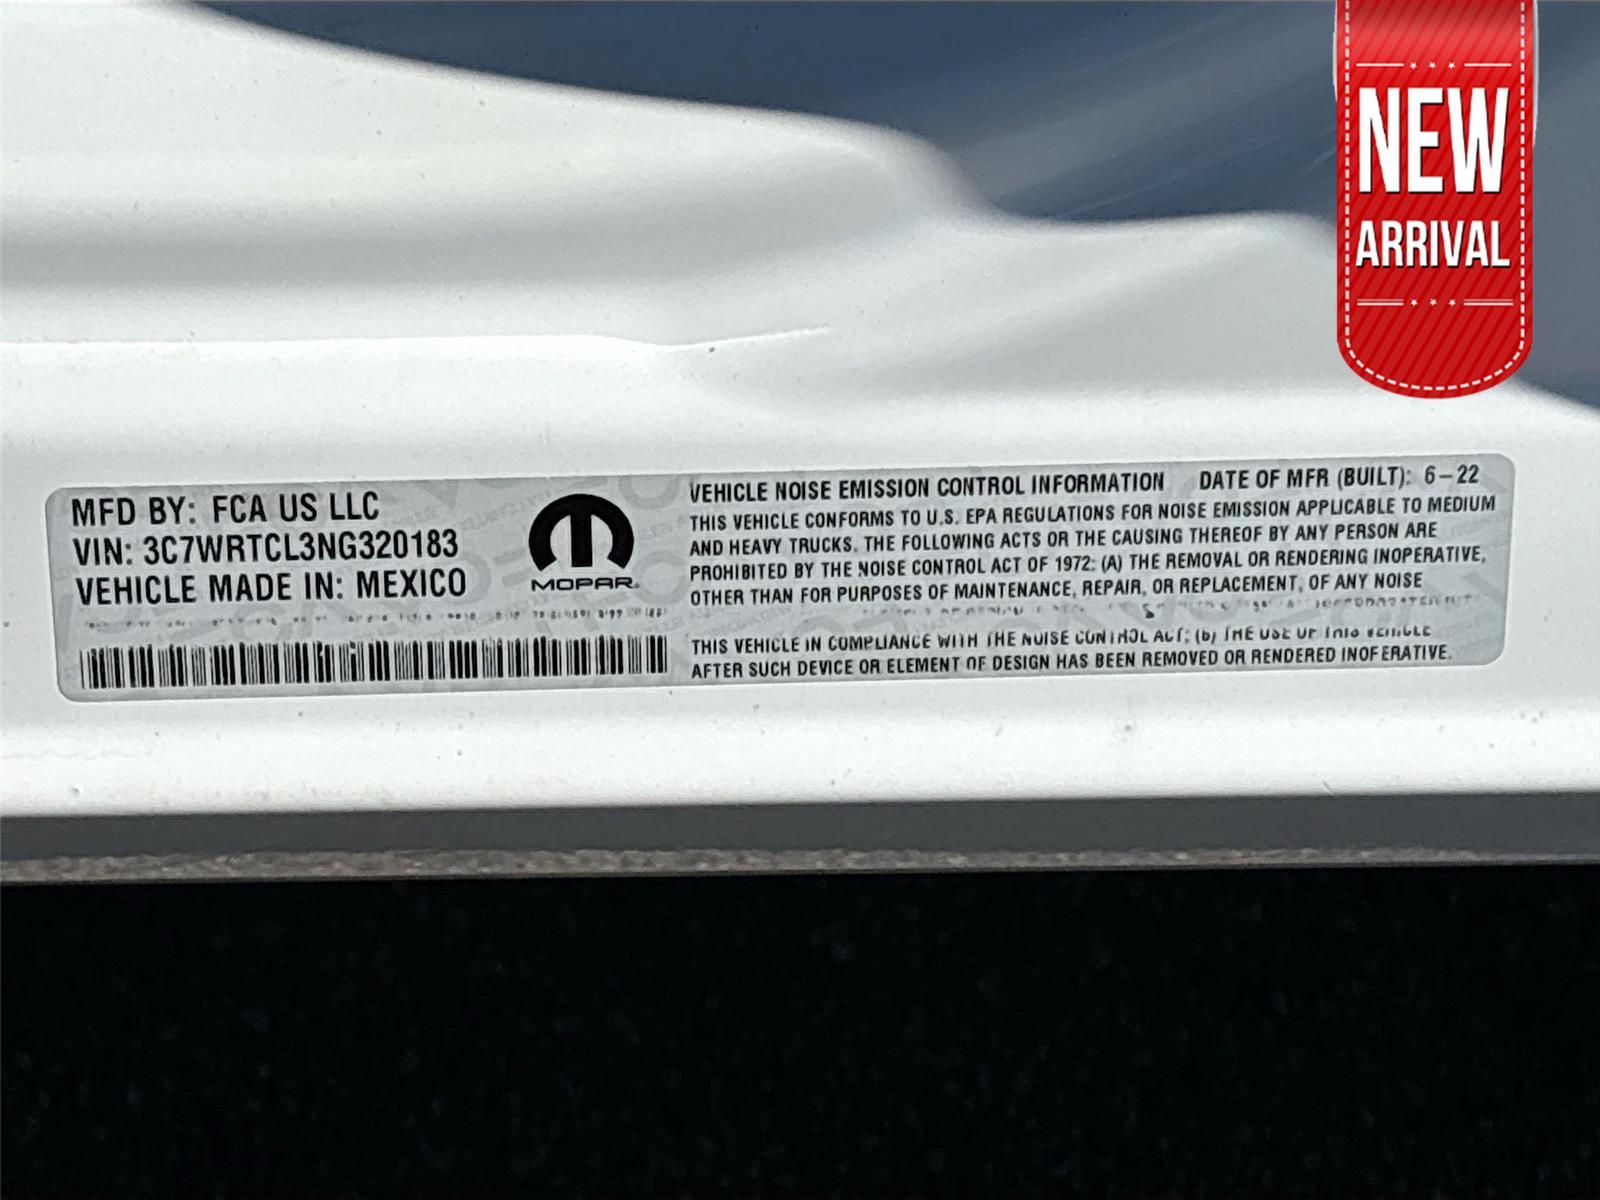 NEW
ARRIVAL
MFD BY: FCA US LLC
VIN: 3C7WRTCL3NG320183
VEHICLE MADE IN: MEXICO
MOPAR
VEHICLE NOISE EMISSION CONTROL INFORMATION DATE OF MFR (BUILT): 6-22
THIS VEHICLE CONFORMS TO U.S. EPA REGULATIONS FOR NOISE EMISSION APPLICABLE TO MEDIUM
AND HEAVY TRUCKS. THE FOLLOWING ACTS OR THE CAUSING THEREOF BY ANY PERSON ARE
PROHIBITED BY THE NOISE CONTROL ACT OF 1972: (A) THE REMOVAL OR RENDERING INOPERATIVE,
OTHER THAN FOR PURPOSES OF MAINTENANCE, REPAIR, OR REPLACEMENT, OF ANY NOISE
THIS VEHICLE IN COMPLIANCE WITH THE NOISE CONTROL ACT; (b) THE USE OF THIS VEHICLE
AFTER SUCH DEVICE OR ELEMENT OF DESIGN HAS BEEN REMOVED OR RENDERED INOPERATIVE.